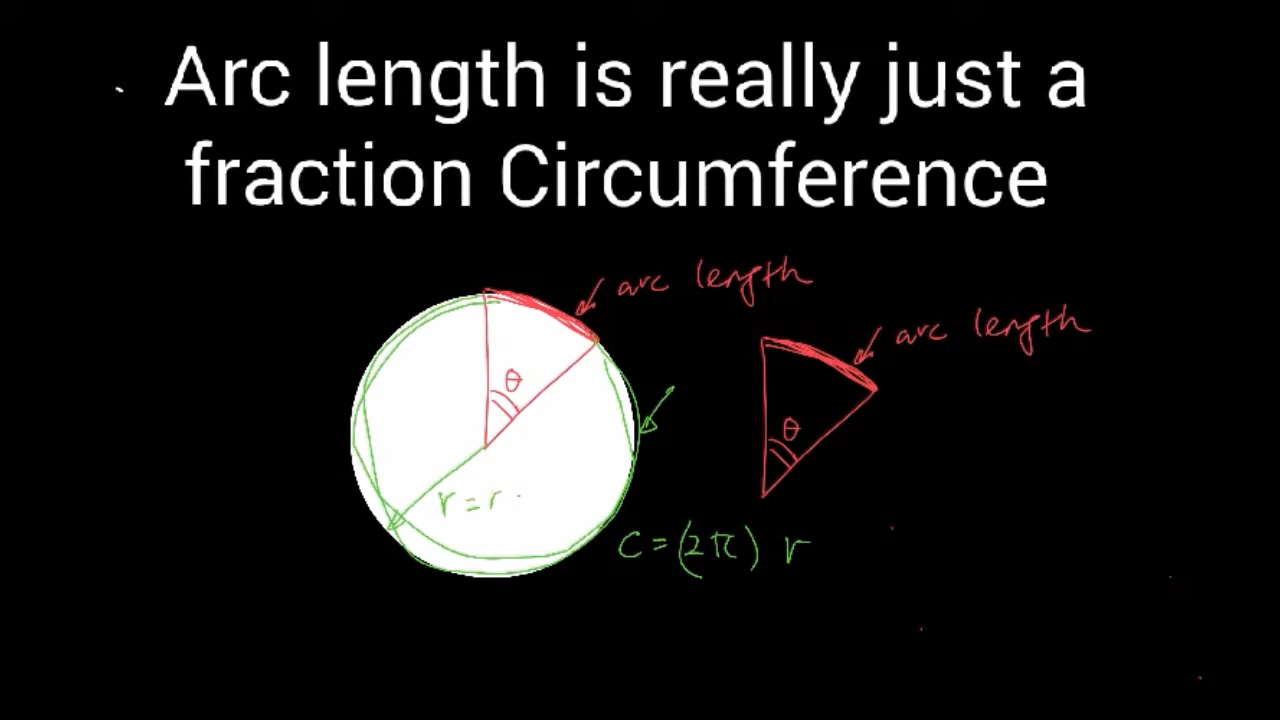 Arc length is really just a
fraction Circumference
arc length
arc length
θ
θ
r = r
C = (2π) r